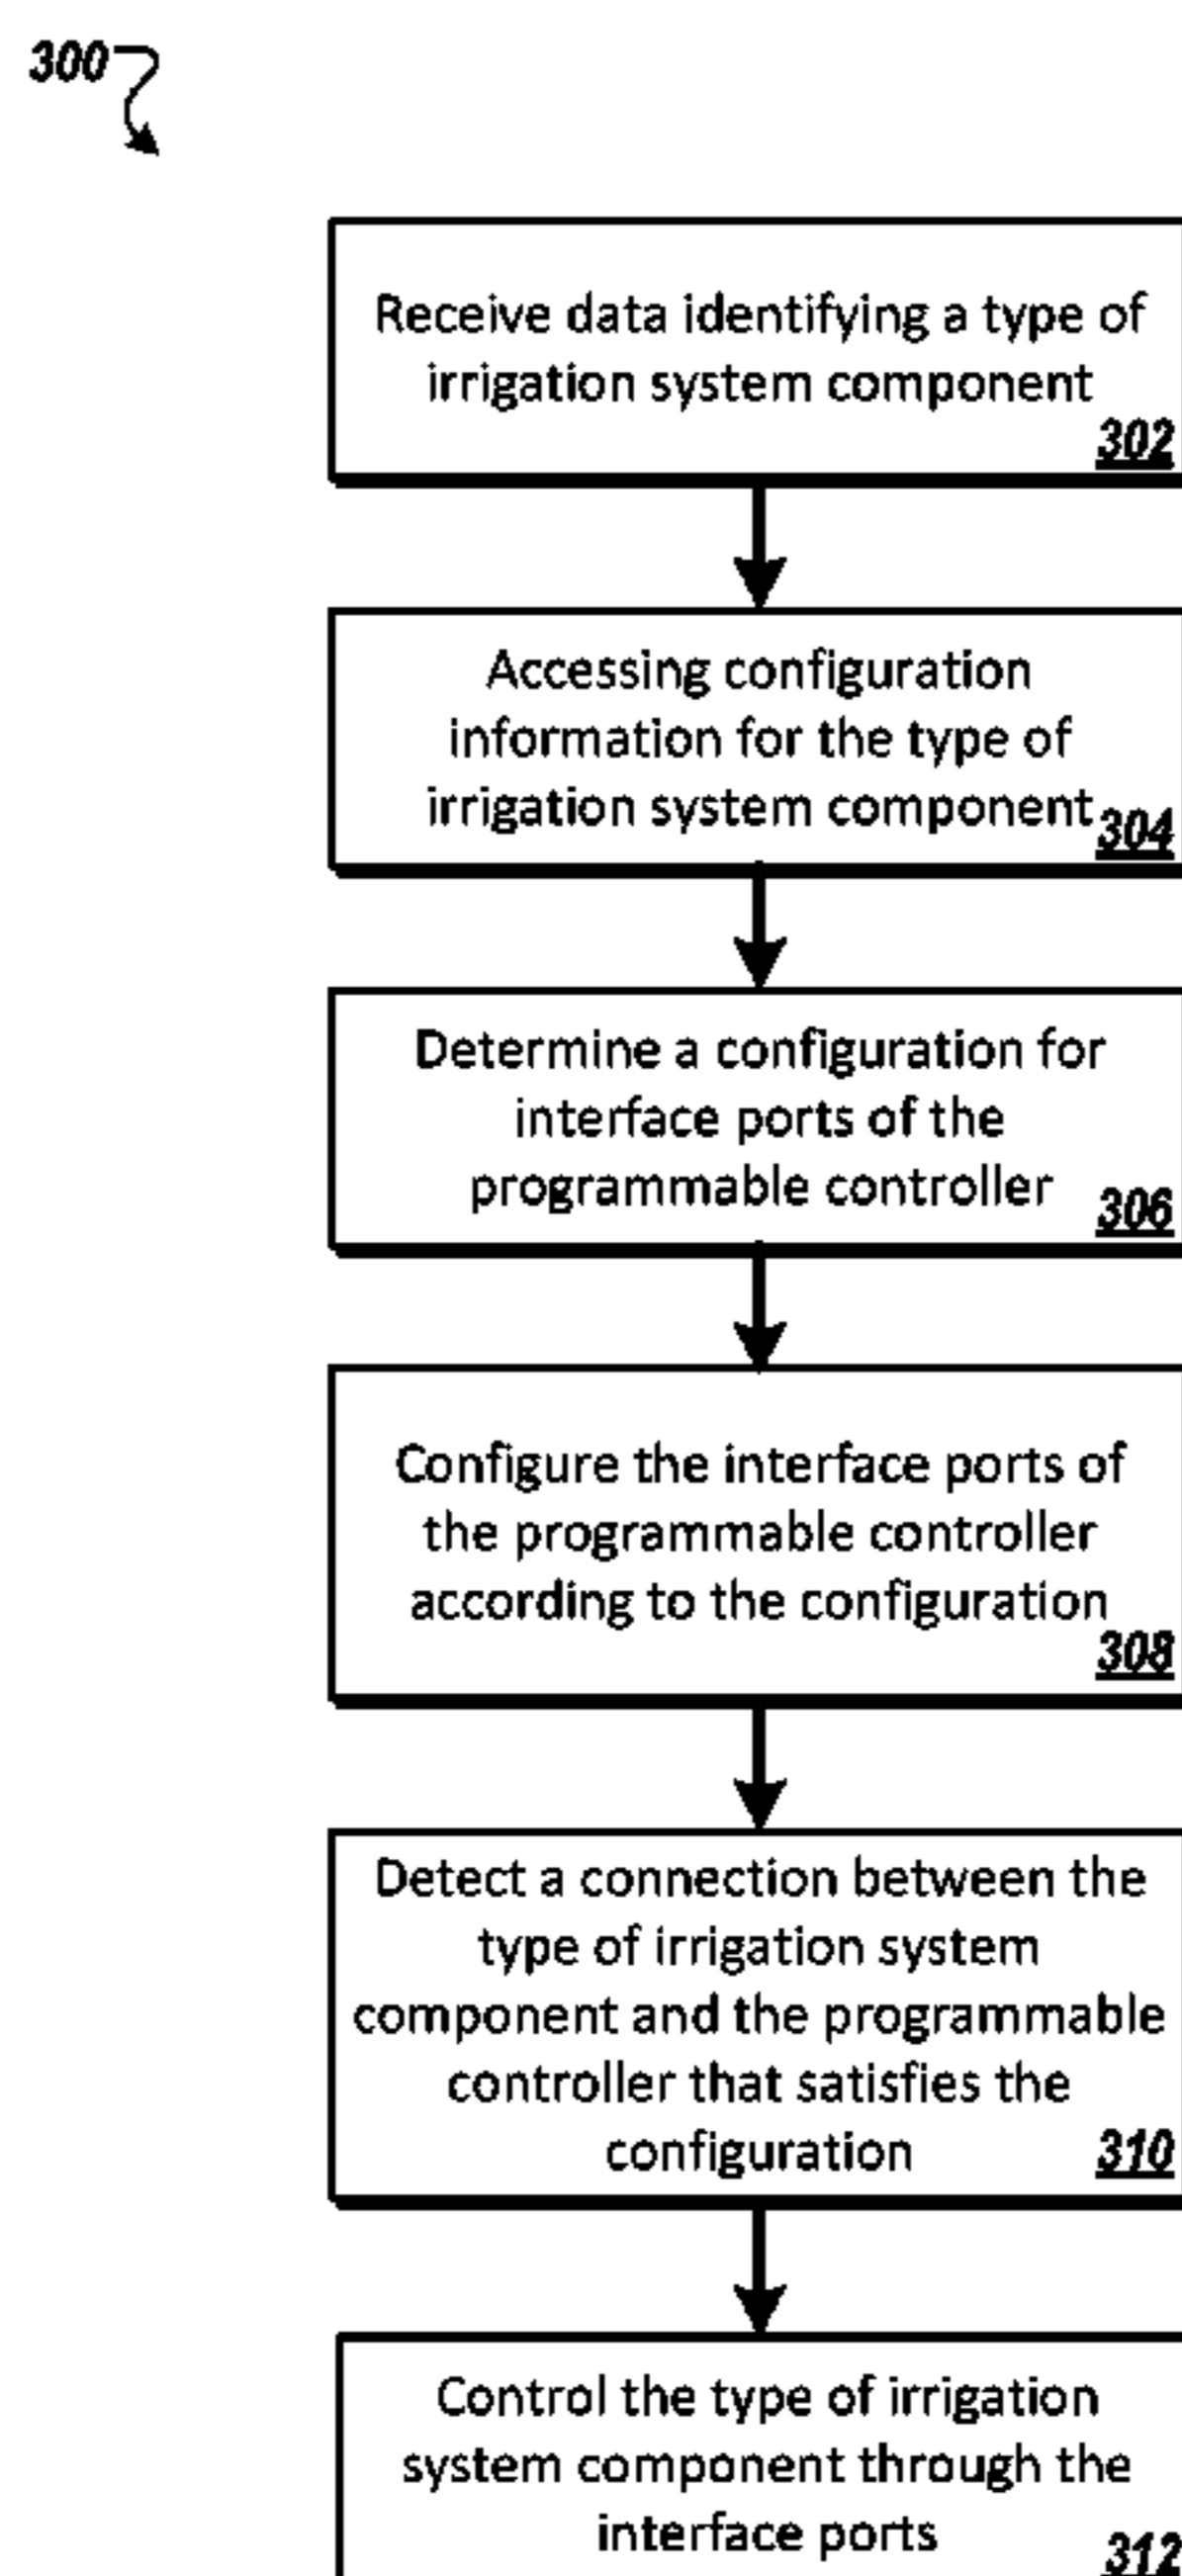 300
Receive data identifying a type of
irrigation system component
302
Accessing configuration
information for the type of
irrigation system component
304
Determine a configuration for
interface ports of the
programmable controller
306
Configure the interface ports of
the programmable controller
according to the configuration
308
Detect a connection between the
type of irrigation system
component and the programmable
controller that satisfies the
configuration
310
Control the type of irrigation
system component through the
interface ports
312